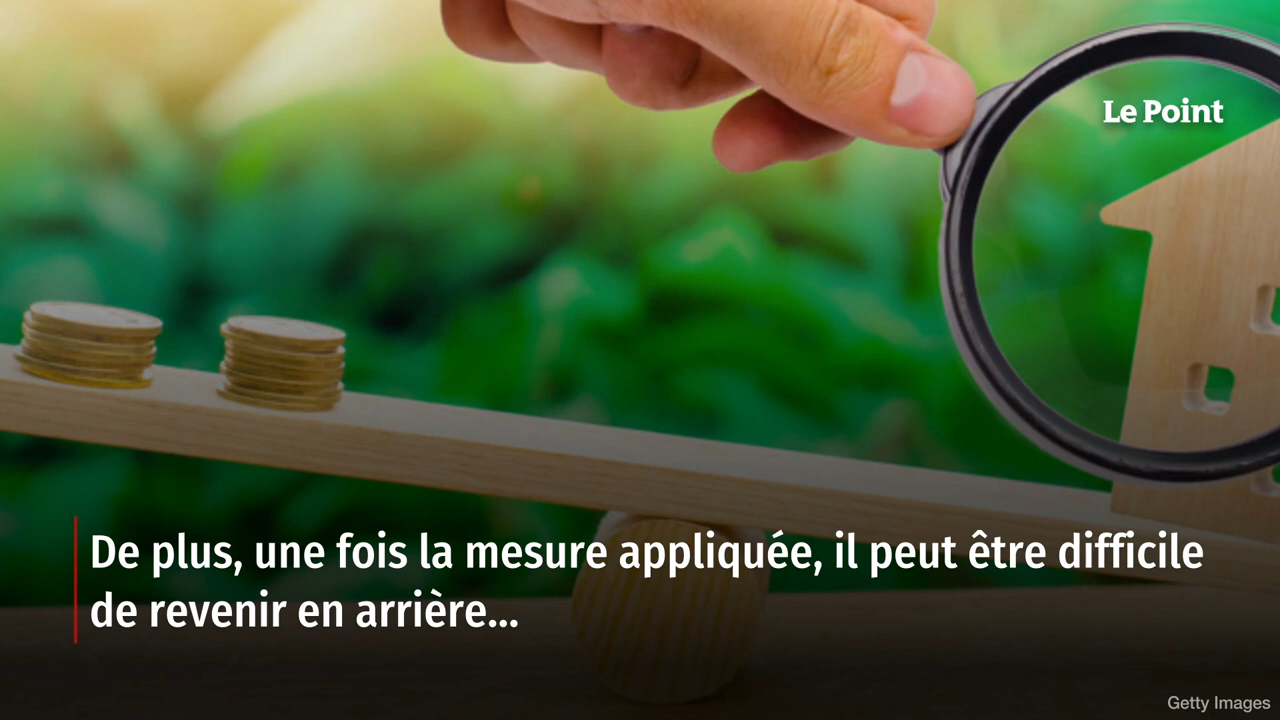 Le Point
De plus, une fois la mesure appliquée, il peut être difficile
de revenir en arrière...
Getty Images